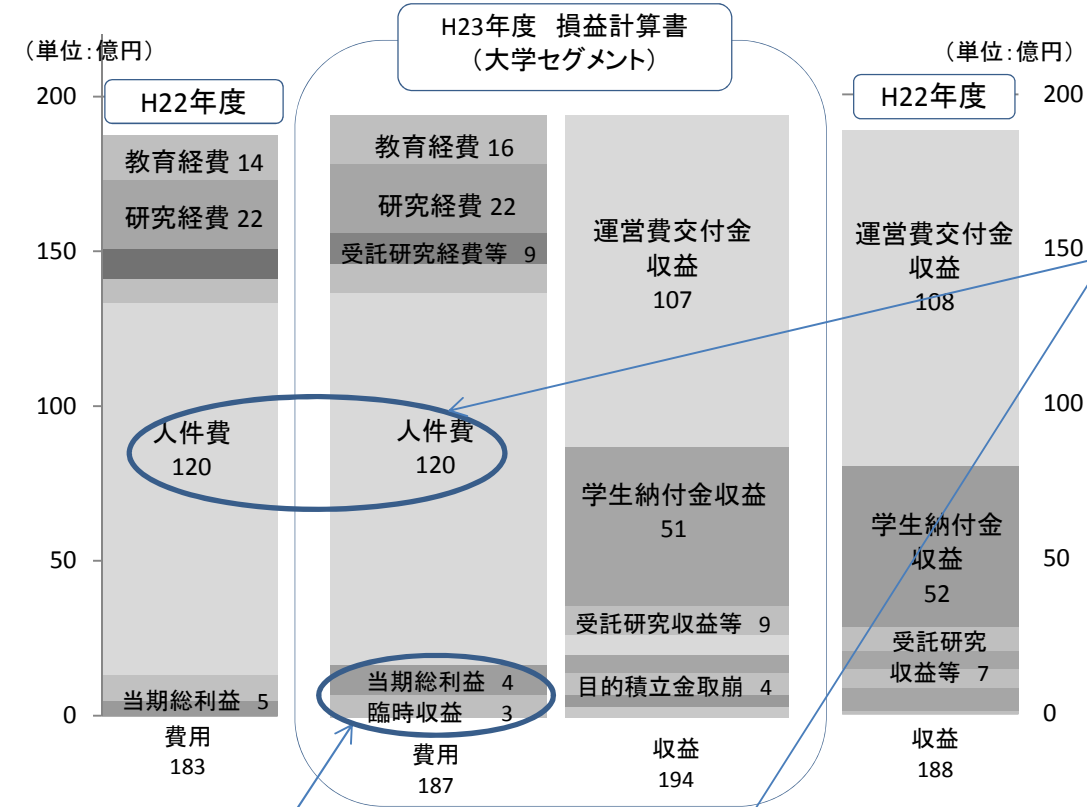 H23年度 損益計算書
（大学セグメント）
（単位：億円）
（単位：億円）
200
150
100
50
0
H22年度
教育経費 14
研究経費 22
人件費
120
当期総利益 5
費用
183
教育経費 16
研究経費 22
受託研究経費等 9
人件費
120
当期総利益 4
臨時収益 3
費用
187
運営費交付金
収益
107
学生納付金収益
51
受託研究収益等 9
目的積立金取崩 4
収益
194
H22年度
運営費交付金
収益
108
学生納付金
収益
52
受託研究
収益等 7
収益
188
200
150
100
50
0